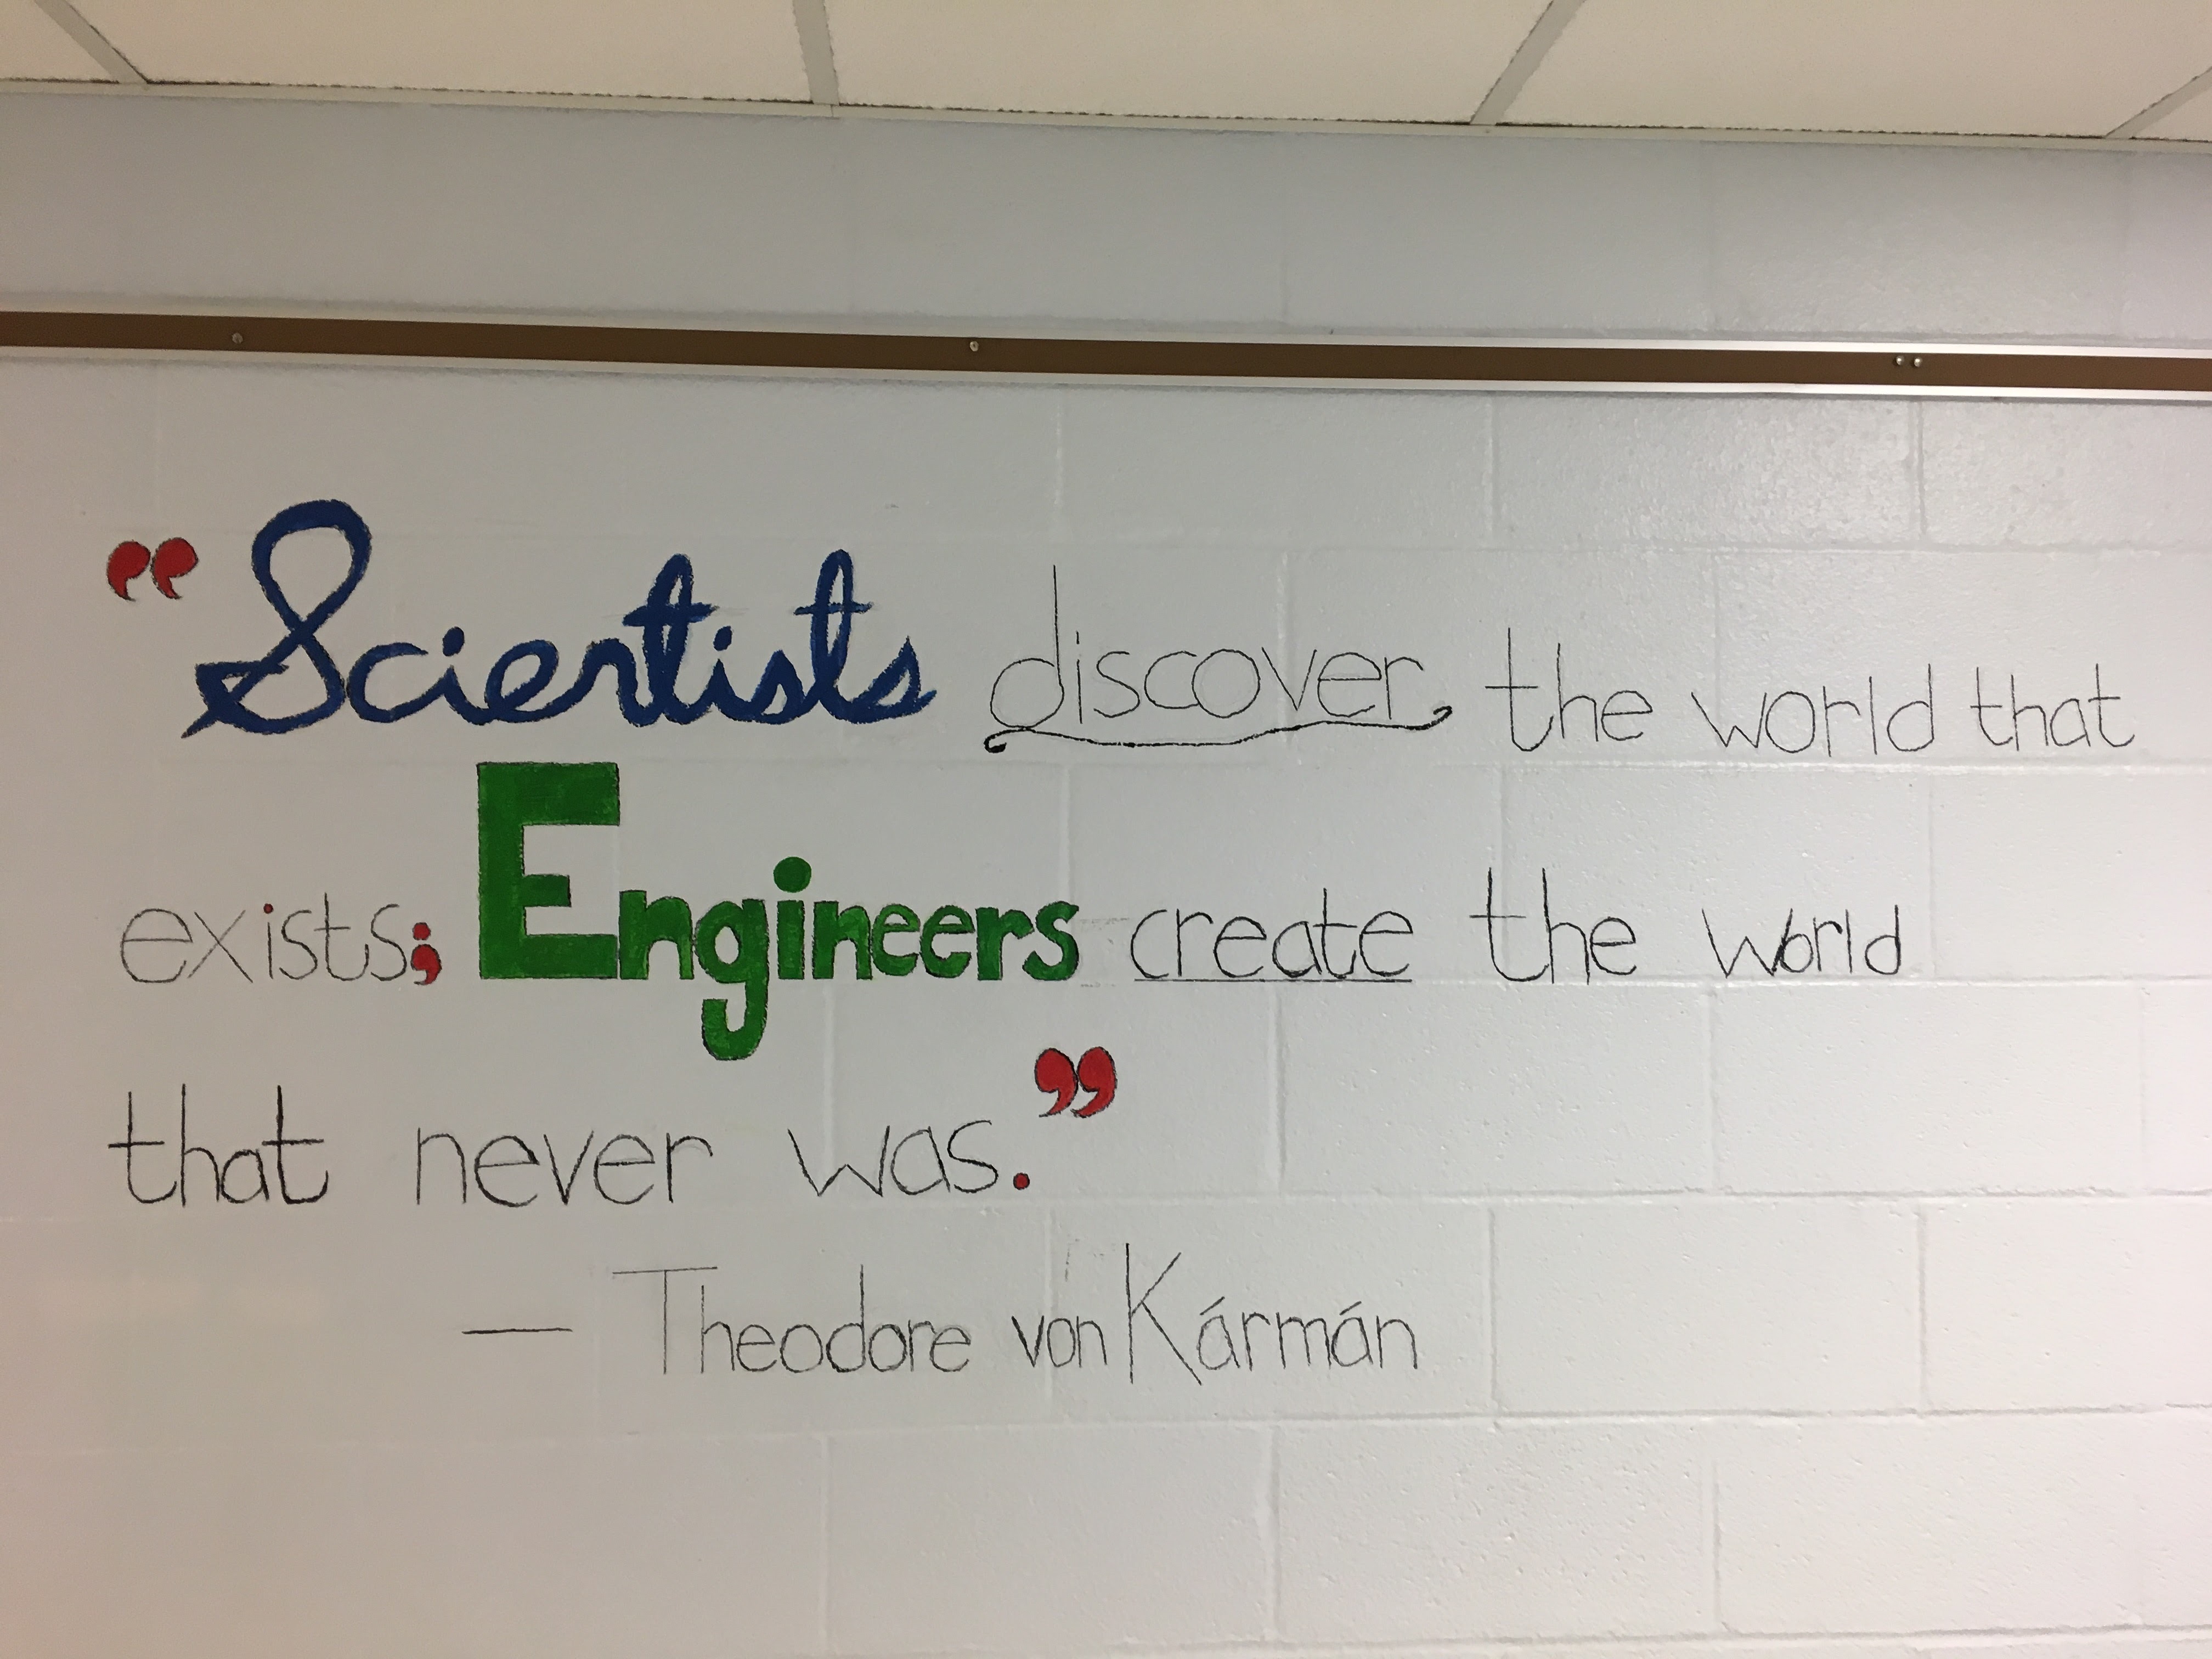 “Scientists discover the world that
exists; Engineers create the world
that never was.”
— Theodore von Kármán